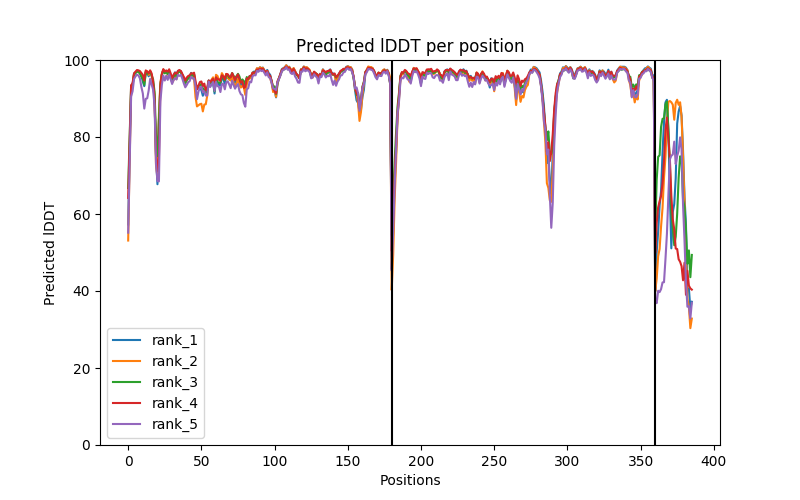 Predicted lDDT per position
Predicted lDDT
100
80
60
40
20
0
rank_1
rank_2
rank_3
rank_4
rank_5
0 50 100 150 200 250 300 350 400
Positions